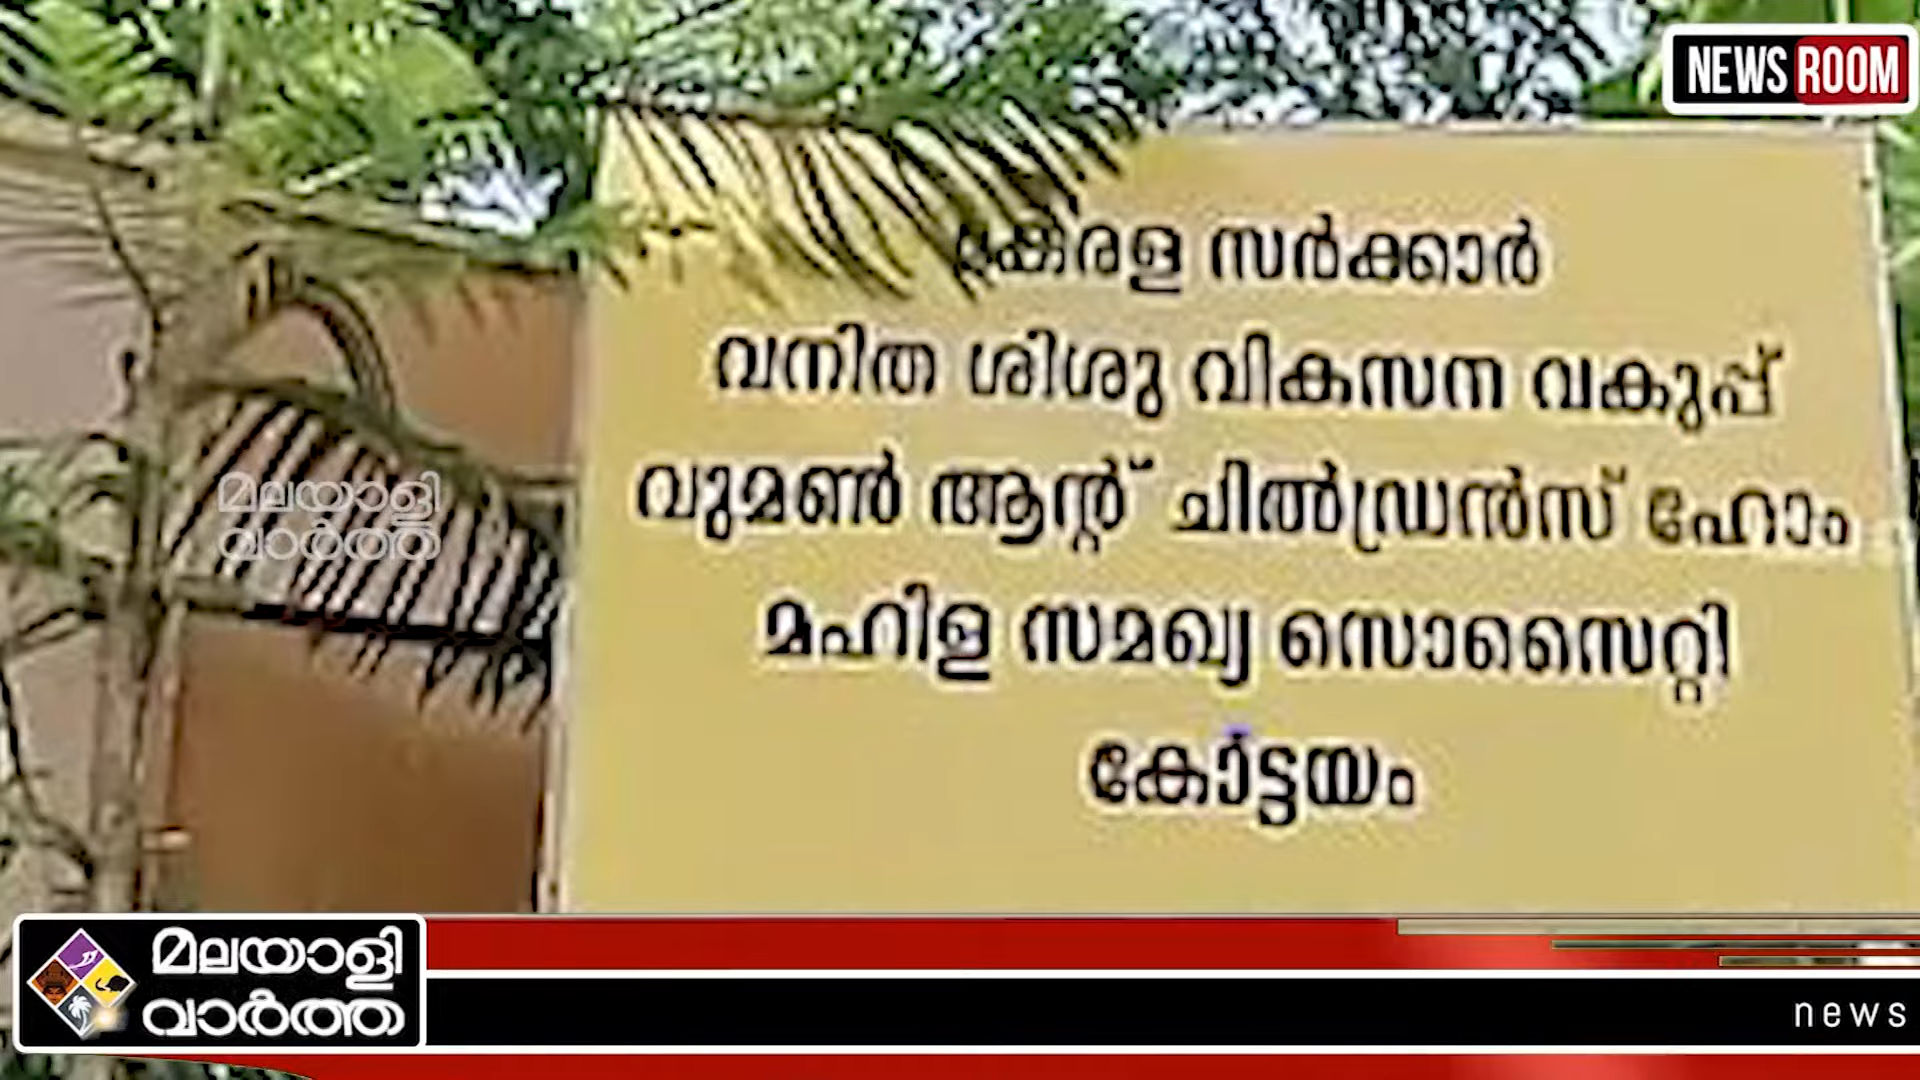 NEWS ROOM
കേരള സർക്കാർ
വനിത ശിശു വികസന വകുപ്പ്
വുമൺ ആന്റ് ചിൽഡ്രൻസ് ഹോം
മഹിള സമഖ്യ സൊസൈറ്റി
കോട്ടയം
മലയാളി
വാർത്ത
മലയാളി
വാർത്ത
news